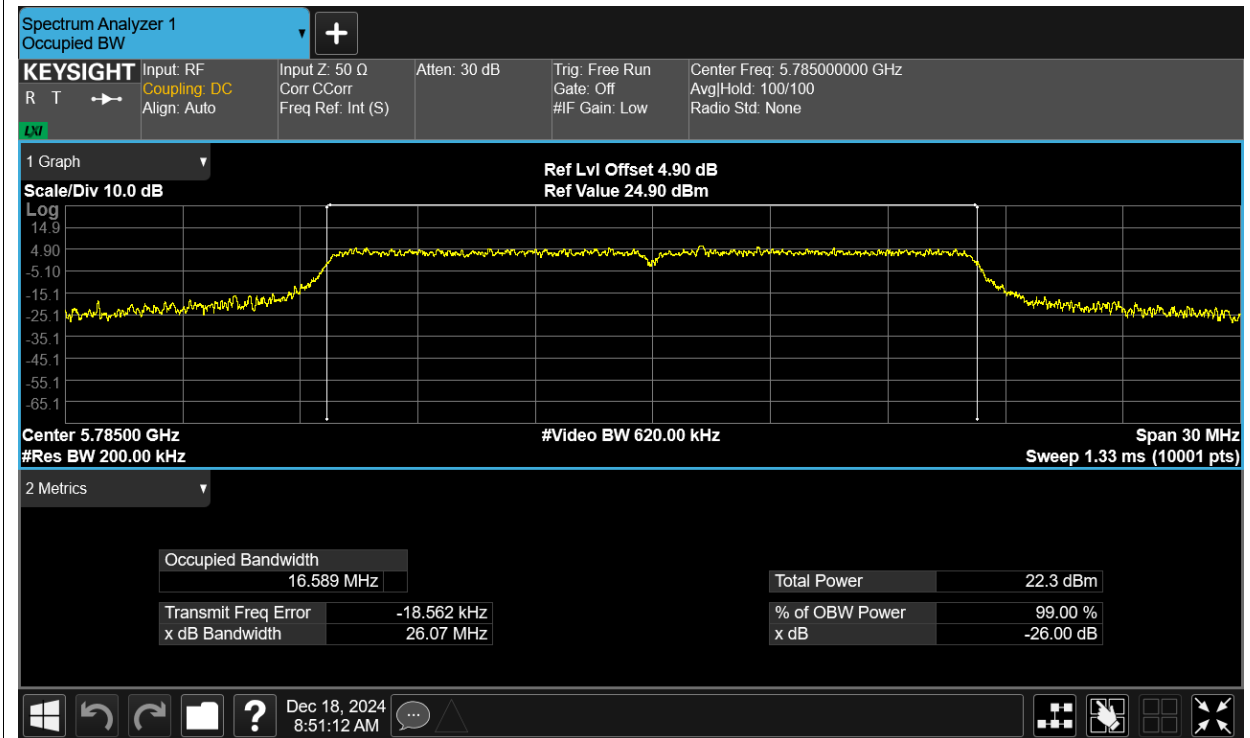 Spectrum Analyzer 1
Occupied BW
KEYSIGHT
R T
LXI
Input: RF
Coupling: DC
Align: Auto
Input Z: 50 Ω
Corr CCorr
Freq Ref: Int (S)
Atten: 30 dB
Trig: Free Run
Gate: Off
#IF Gain: Low
Center Freq: 5.785000000 GHz
Avg|Hold: 100/100
Radio Std: None
1 Graph
Scale/Div 10.0 dB
Ref Lvl Offset 4.90 dB
Ref Value 24.90 dBm
Log
14.9
4.90
-5.10
-15.1
-25.1
-35.1
-45.1
-55.1
-65.1
Center 5.78500 GHz
#Res BW 200.00 kHz
#Video BW 620.00 kHz
Span 30 MHz
Sweep 1.33 ms (10001 pts)
2 Metrics
Occupied Bandwidth
16.589 MHz
Transmit Freq Error -18.562 kHz
x dB Bandwidth 26.07 MHz
Total Power 22.3 dBm
% of OBW Power 99.00 %
x dB -26.00 dB
?
Dec 18, 2024
8:51:12 AM